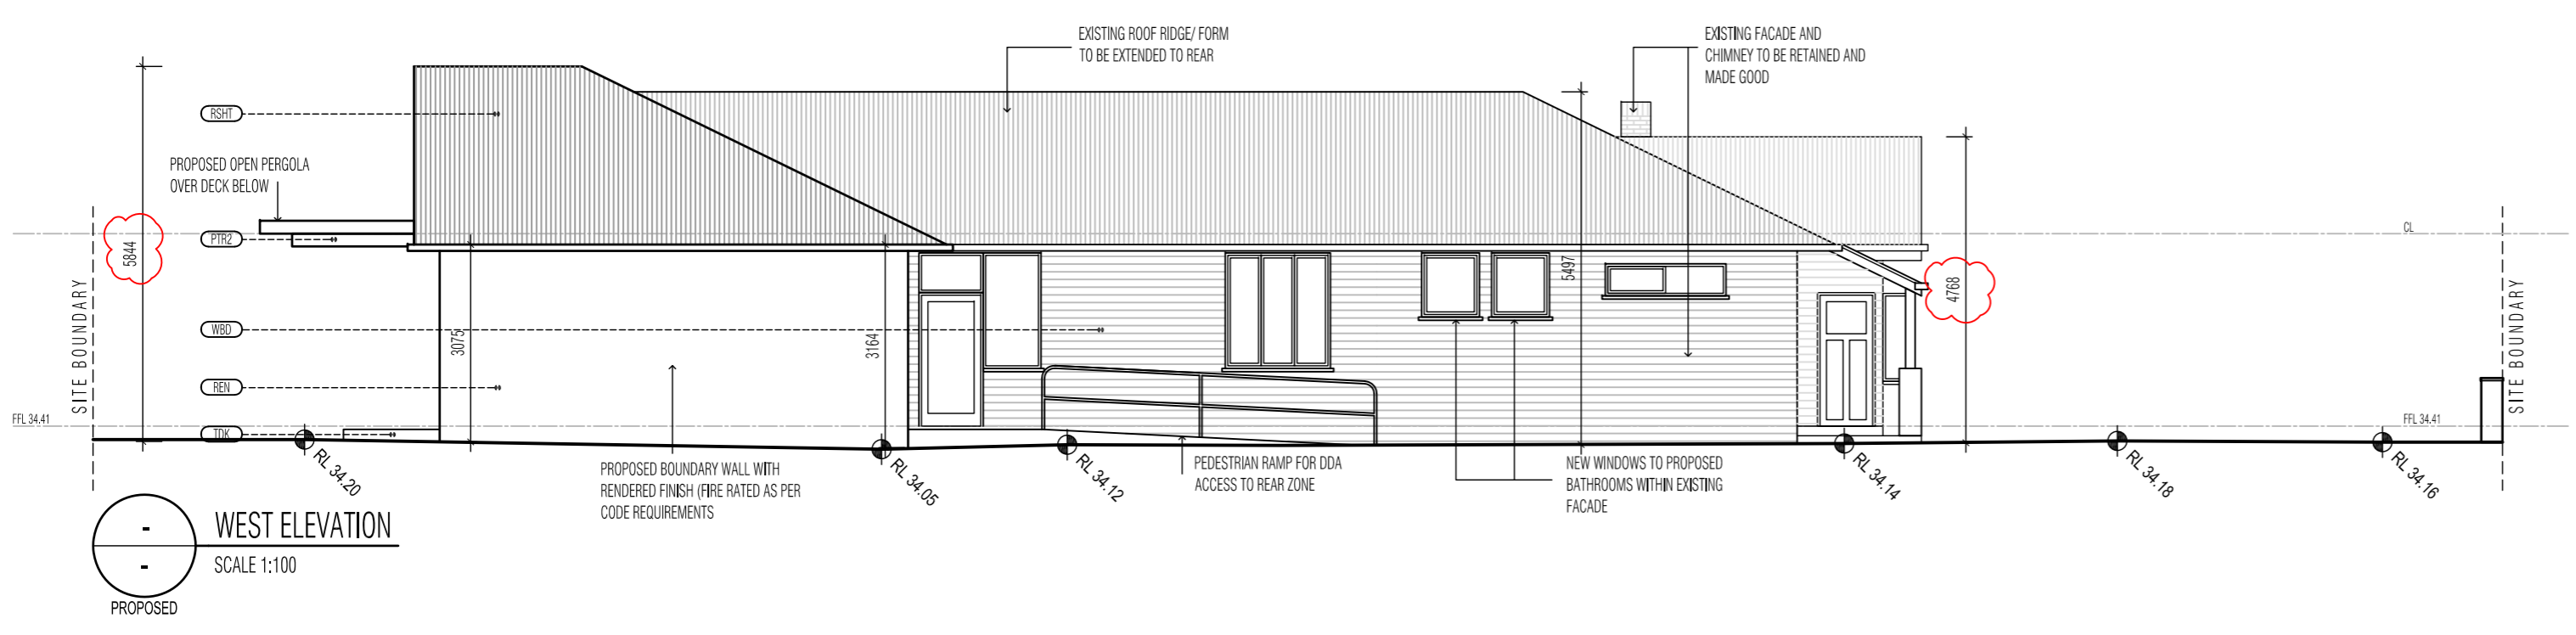 EXISTING ROOF RIDGE/ FORM
TO BE EXTENDED TO REAR
EXISTING FACADE AND
CHIMNEY TO BE RETAINED AND
MADE GOOD
RSHT
PROPOSED OPEN PERGOLA
OVER DECK BELOW
PTR2
CL
5844
5497
4768
SITE BOUNDARY
SITE BOUNDARY
WBD
3075
3164
REN
FFL 34.41
FFL 34.41
TDK
RL 34.20
RL 34.05
RL 34.12
RL 34.14
RL 34.18
RL 34.16
PROPOSED BOUNDARY WALL WITH
RENDERED FINISH (FIRE RATED AS PER
CODE REQUIREMENTS
PEDESTRIAN RAMP FOR DDA
ACCESS TO REAR ZONE
NEW WINDOWS TO PROPOSED
BATHROOMS WITHIN EXISTING
FACADE
-
-
WEST ELEVATION
SCALE 1:100
PROPOSED